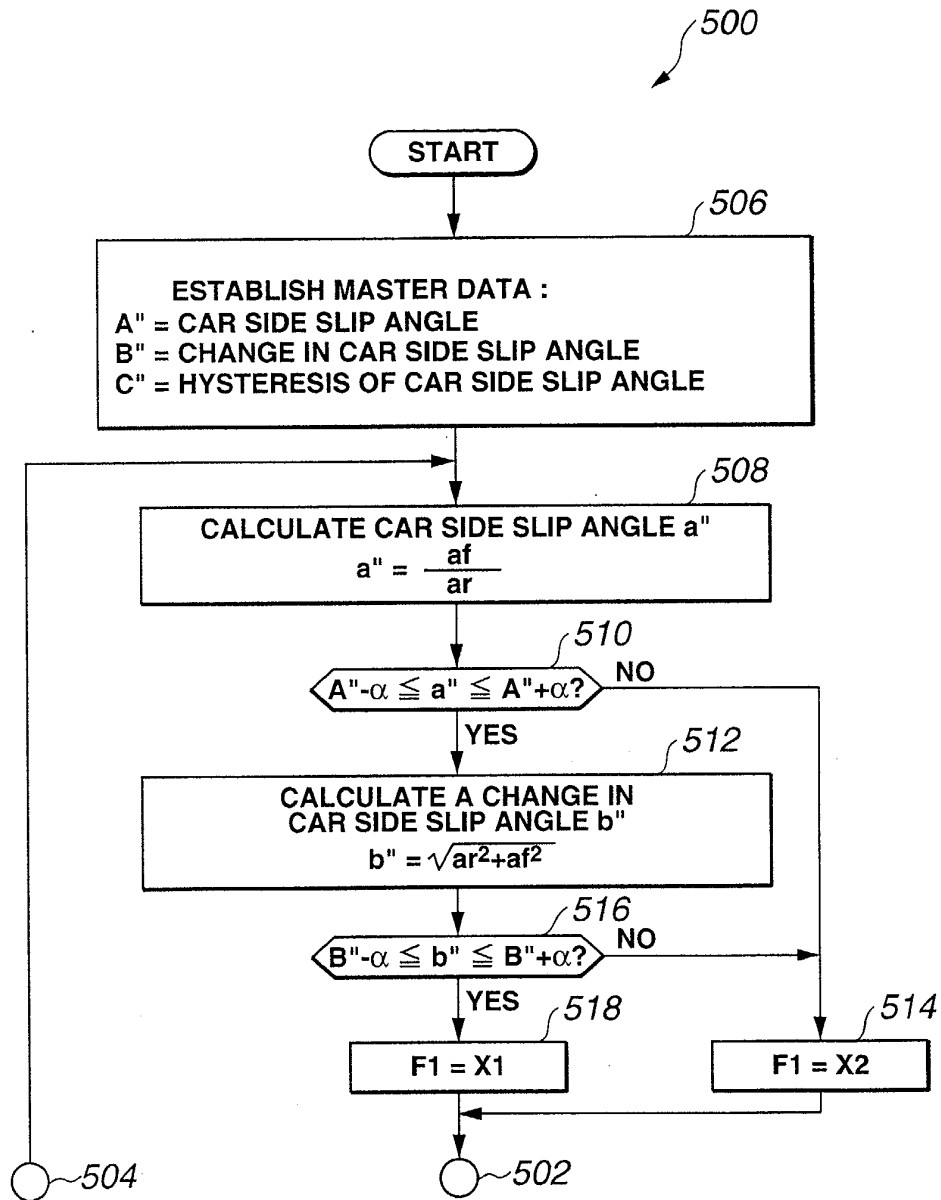 500
START
506
ESTABLISH MASTER DATA :
A" = CAR SIDE SLIP ANGLE
B" = CHANGE IN CAR SIDE SLIP ANGLE
C" = HYSTERESIS OF CAR SIDE SLIP ANGLE
508
CALCULATE CAR SIDE SLIP ANGLE a"
a" = af
ar
510
A"-α ≦ a" ≦ A"+α?
NO
YES
512
CALCULATE A CHANGE IN
CAR SIDE SLIP ANGLE b"
b" = √ar²+af²
516
B"-α ≦ b" ≦ B"+α?
NO
YES
518
514
F1 = X1
F1 = X2
504
502